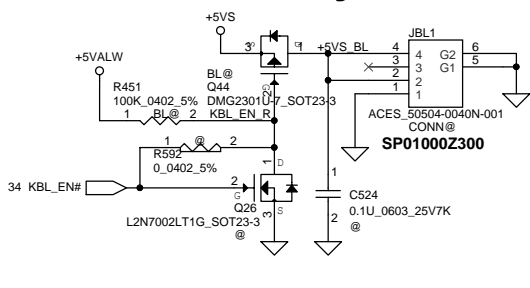 +5VS
+5VALW
3 S
G 1
+5VS_BL
JBL1
4 4
3 3
2 2
1 1
G2 6
G1 5
BL@
Q44
DMG2301U-7_SOT23-3
2
R451
100K_0402_5%
1 BL@ 2
KBL_EN_R
1 @ 2
R592
0_0402_5%
ACES_50504-0040N-001
CONN@
SP01000Z300
34 KBL_EN#
2
G
1 D
3 S
Q26
L2N7002LT1G_SOT23-3
@
1
C524
0.1U_0603_25V7K
2
@